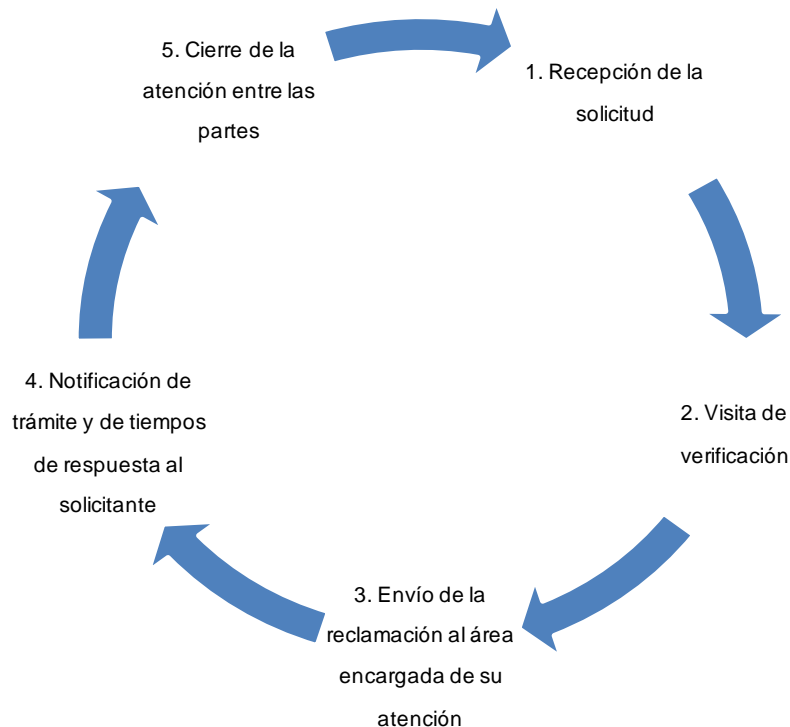 1. Recepción de la
solicitud
2. Visita de
verificación
3. Envío de la
reclamación al área
encargada de su
atención
4. Notificación de
trámite y de tiempos
de respuesta al
solicitante
5. Cierre de la
atención entre las
partes